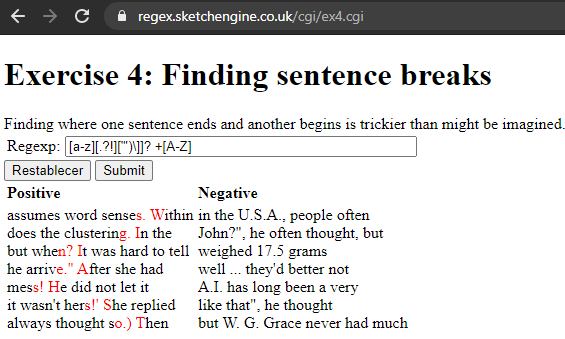 regex.sketchengine.co.uk/cgi/ex4.cgi
Exercise 4: Finding sentence breaks
Finding where one sentence ends and another begins is trickier than might be imagined.
Regexp: [a-z][.?!]['")\]]? +[A-Z]
Restablecer Submit
Positive Negative
assumes word senses. Within in the U.S.A., people often
does the clustering. In the John?", he often thought, but
but when? It was hard to tell weighed 17.5 grams
he arrive." After she had well ... they'd better not
mess! He did not let it A.I. has long been a very
it wasn't hers!' She replied like that", he thought
always thought so.) Then but W. G. Grace never had much